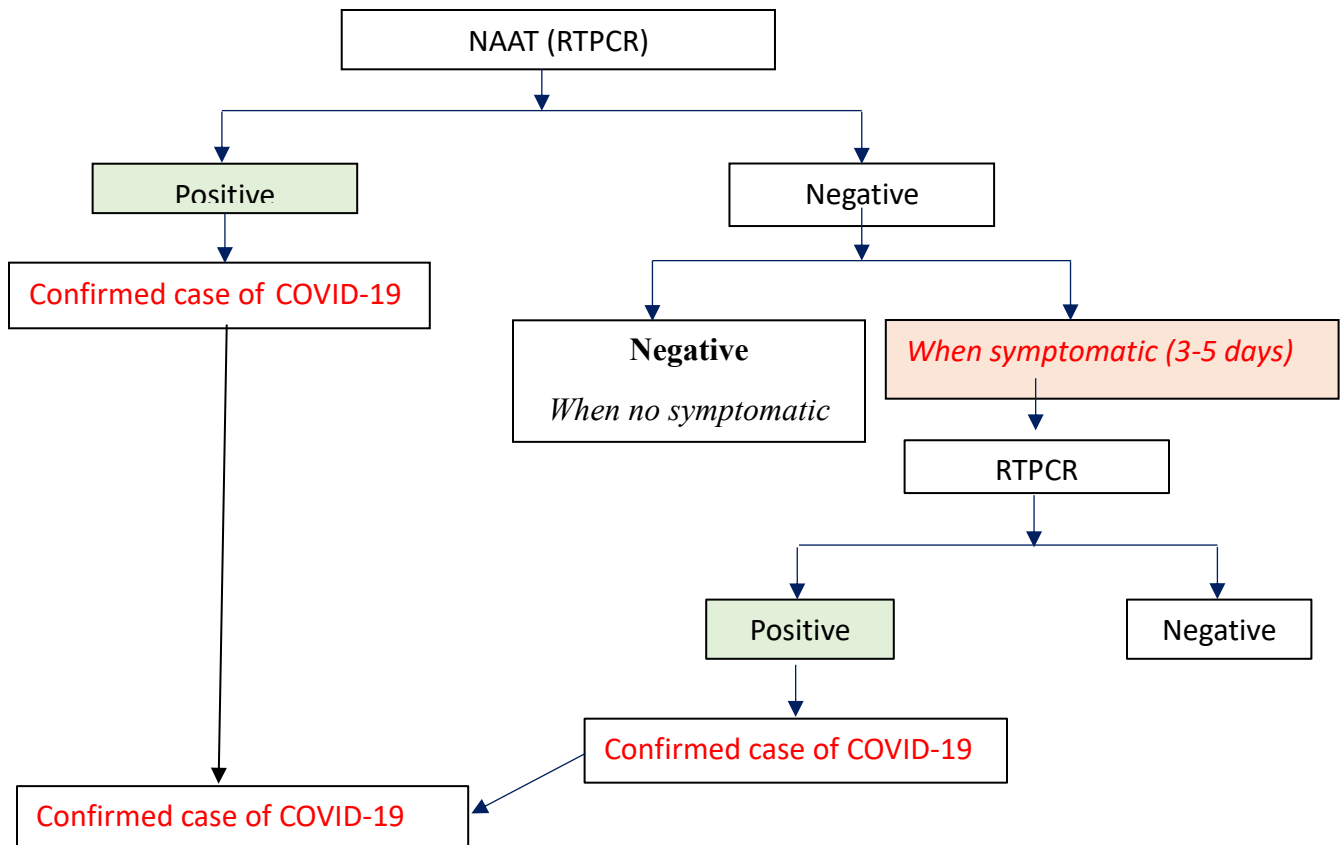 NAAT (RTPCR)
Positive
Negative
Confirmed case of COVID-19
Negative
When no symptomatic
When symptomatic (3-5 days)
RTPCR
Positive
Negative
Confirmed case of COVID-19
Confirmed case of COVID-19